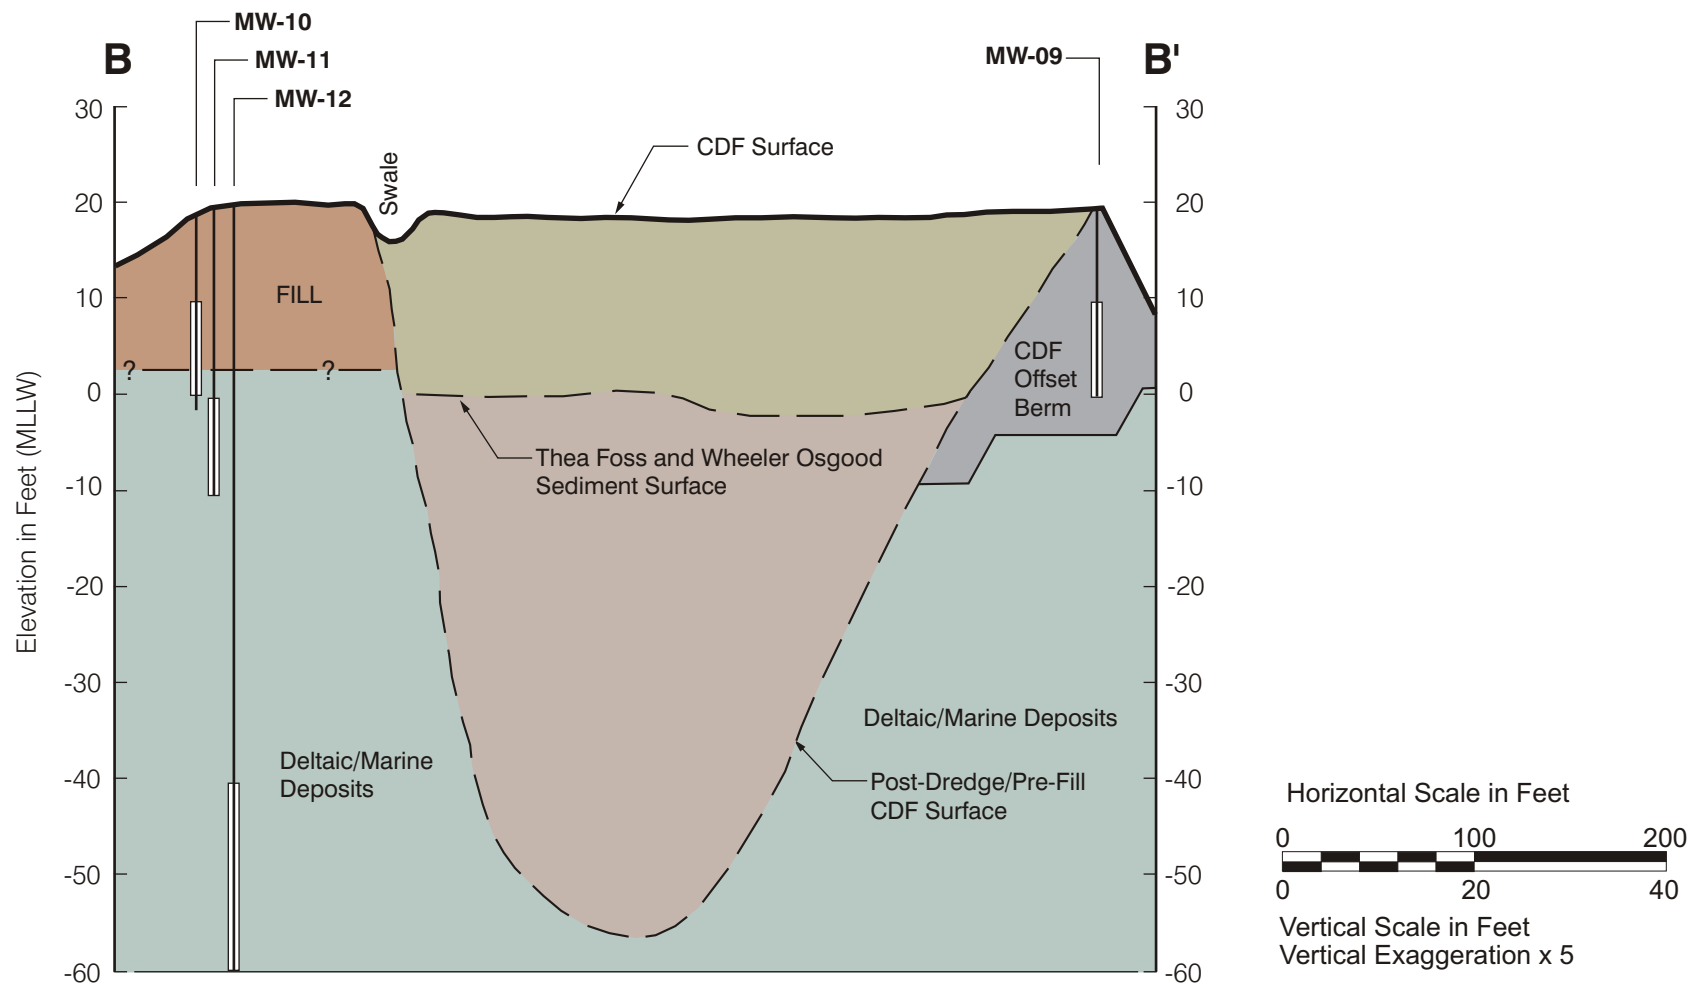 MW-10
B
MW-11
MW-09
B'
MW-12
30
30
CDF Surface
Swale
20
20
FILL
10
10
CDF
Offset
Berm
?
?
0
0
Thea Foss and Wheeler Osgood
Sediment Surface
-10
-10
Elevation in Feet (MLLW)
-20
-20
-30
-30
Deltaic/Marine Deposits
Deltaic/Marine
Deposits
-40
-40
Post-Dredge/Pre-Fill
CDF Surface
-50
-50
-60
-60
Horizontal Scale in Feet
0 100 200
0 20 40
Vertical Scale in Feet
Vertical Exaggeration x 5